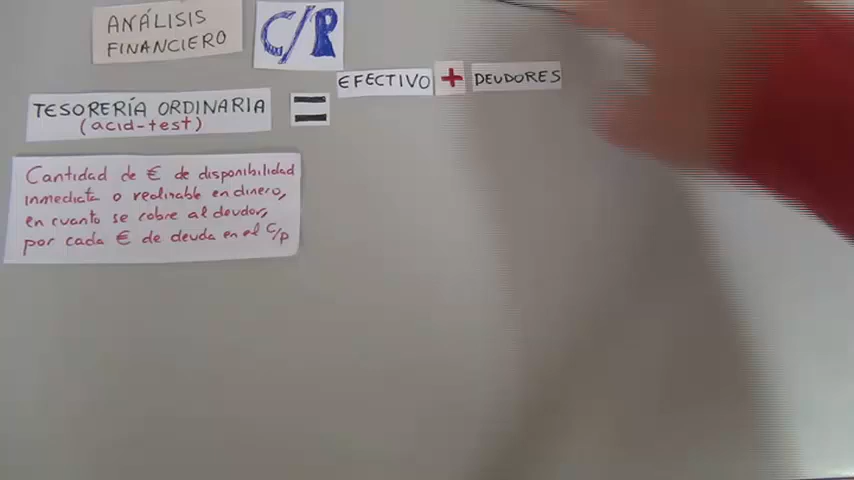 ANÁLISIS
FINANCIERO
C/P
EFECTIVO + DEUDORES
TESORERÍA ORDINARIA =
(acid-test)
Cantidad de € de disponibilidad
inmediata o realizable en dinero,
en cuanto se cobre al deudor,
por cada € de deuda en el C/P